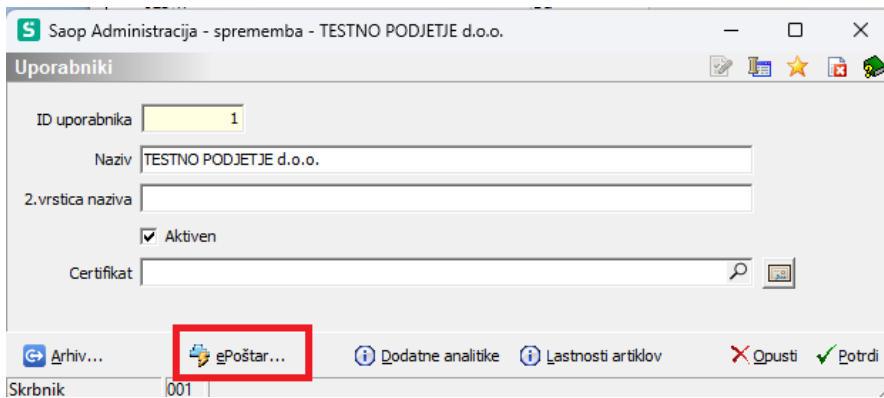 Saop Administracija - sprememba - TESTNO PODJETJE d.o.o.
Uporabniki
ID uporabnika 1
Naziv TESTNO PODJETJE d.o.o.
2.vrstica naziva
Aktiven
Certifikat
Arhiv... ePoštar... Dodatne analitike Lastnosti artiklov Opusti Potrdi
Skrbnik 001